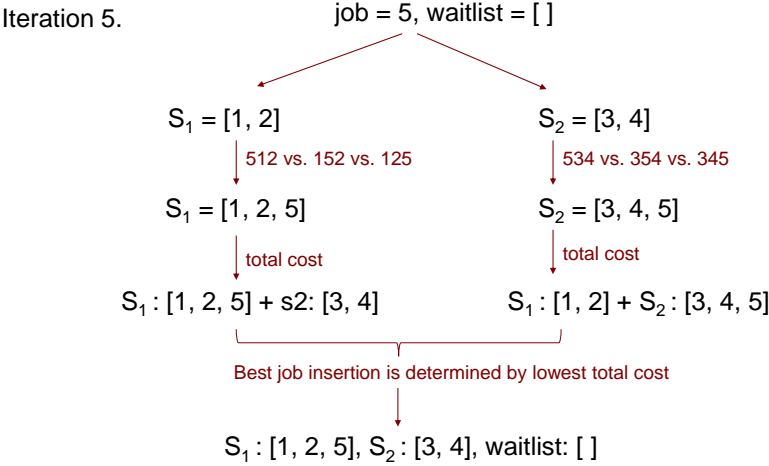 Iteration 5.
job = 5, waitlist = [ ]
S₁ = [1, 2]
S₂ = [3, 4]
512 vs. 152 vs. 125
534 vs. 354 vs. 345
S₁ = [1, 2, 5]
S₂ = [3, 4, 5]
total cost
total cost
S₁ : [1, 2, 5] + s2: [3, 4]
S₁ : [1, 2] + S₂ : [3, 4, 5]
Best job insertion is determined by lowest total cost
S₁ : [1, 2, 5], S₂ : [3, 4], waitlist: [ ]